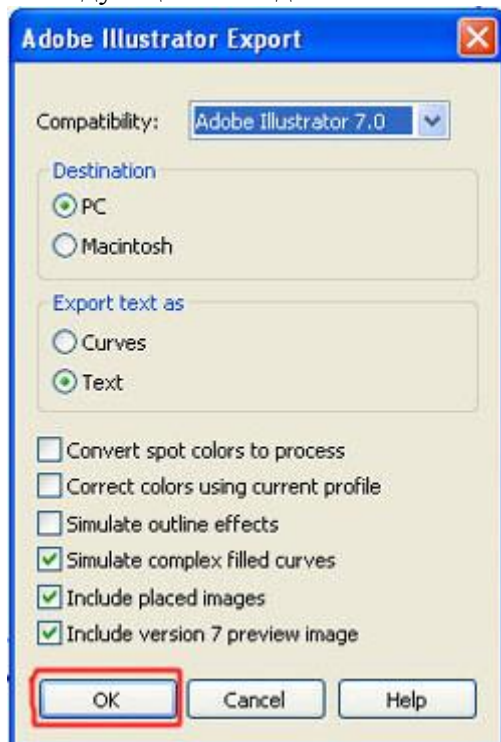 Adobe Illustrator Export
Compatibility: Adobe Illustrator 7.0
Destination
PC
Macintosh
Export text as
Curves
Text
Convert spot colors to process
Correct colors using current profile
Simulate outline effects
Simulate complex filled curves
Include placed images
Include version 7 preview image
OK Cancel Help